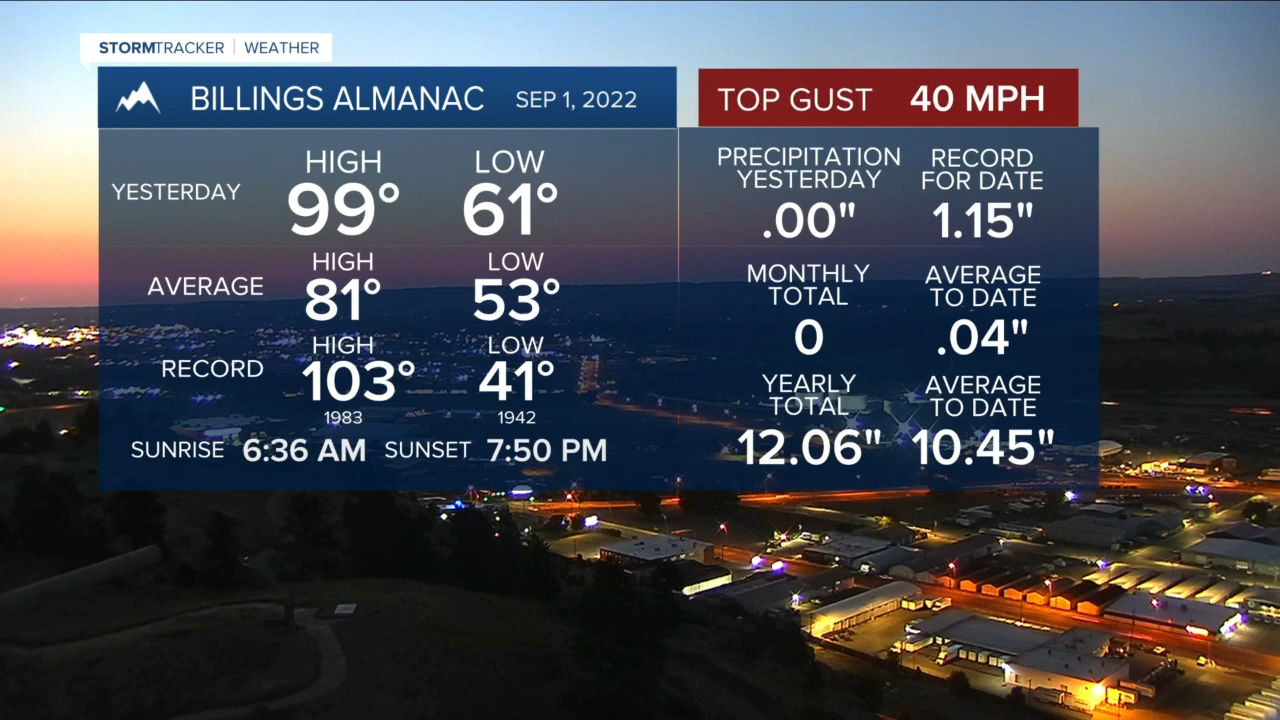 STORMTRACKER | WEATHER
BILLINGS ALMANAC SEP 1, 2022
TOP GUST 40 MPH
HIGH LOW
YESTERDAY 99° 61°
HIGH LOW
AVERAGE 81° 53°
HIGH LOW
RECORD 103° 41°
1983 1942
SUNRISE 6:36 AM SUNSET 7:50 PM
PRECIPITATION RECORD
YESTERDAY FOR DATE
.00" 1.15"
MONTHLY AVERAGE
TOTAL TO DATE
0 .04"
YEARLY AVERAGE
TOTAL TO DATE
12.06" 10.45"